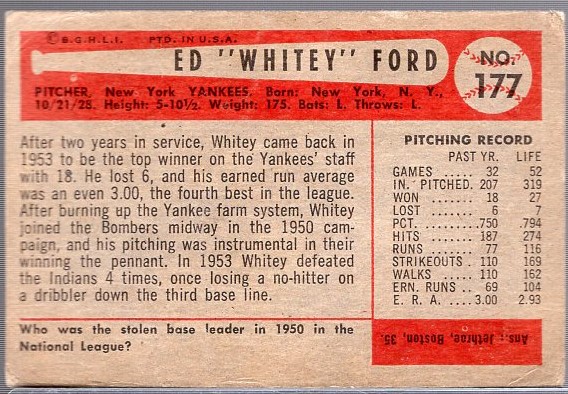 © B.G.H.L.I. PTD. IN U.S.A.
ED "WHITEY" FORD
NO. 177
PITCHER, New York YANKEES. Born: New York, N. Y.,
10/21/28. Height: 5-10½. Weight: 175. Bats: L. Throws: L.
After two years in service, Whitey came back in
1953 to be the top winner on the Yankees' staff
with 18. He lost 6, and his earned run average
was an even 3.00, the fourth best in the league.
After burning up the Yankee farm system, Whitey
joined the Bombers midway in the 1950 cam-
paign, and his pitching was instrumental in their
winning the pennant. In 1953 Whitey defeated
the Indians 4 times, once losing a no-hitter on
a dribbler down the third base line.
PITCHING RECORD
PAST YR. LIFE
GAMES ........ 32 52
IN. PITCHED. 207 319
WON .......... 18 27
LOST .......... 6 7
PCT. ......... .750 .794
HITS ......... 187 274
RUNS ......... 77 116
STRIKEOUTS . 110 169
WALKS ....... 110 162
ERN. RUNS ... 69 104
E. R. A. ..... 3.00 2.93
Who was the stolen base leader in 1950 in the
National League?
Ans.: Jethroe, Boston, 35.